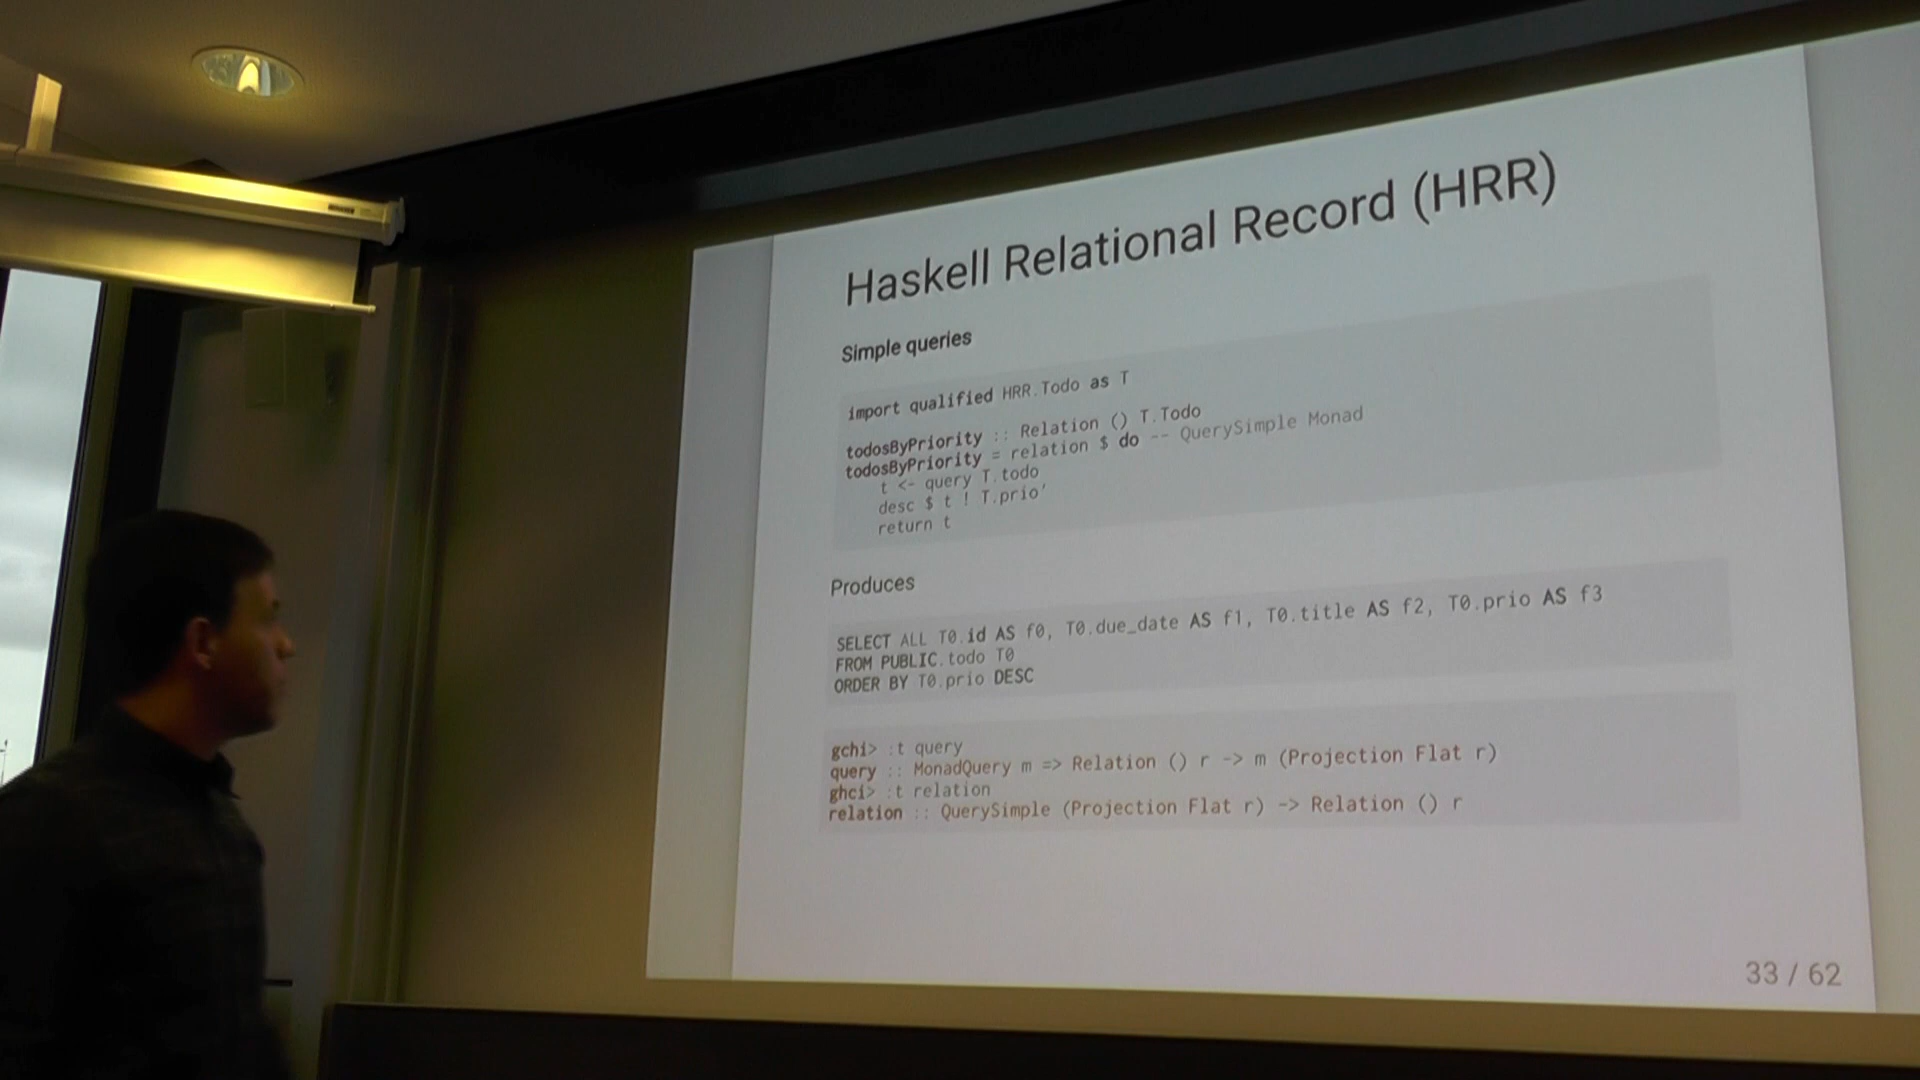 Haskell Relational Record (HRR)
Simple queries
import qualified HRR.Todo as T
todosByPriority :: Relation () T.Todo
todosByPriority = relation $ do -- QuerySimple Monad
t <- query T.todo
desc $ t ! T.prio'
return t
Produces
SELECT ALL T0.id AS f0, T0.due_date AS f1, T0.title AS f2, T0.prio AS f3
FROM PUBLIC.todo T0
ORDER BY T0.prio DESC
gchi> :t query
query :: MonadQuery m => Relation () r -> m (Projection Flat r)
ghci> :t relation
relation :: QuerySimple (Projection Flat r) -> Relation () r
33 / 62